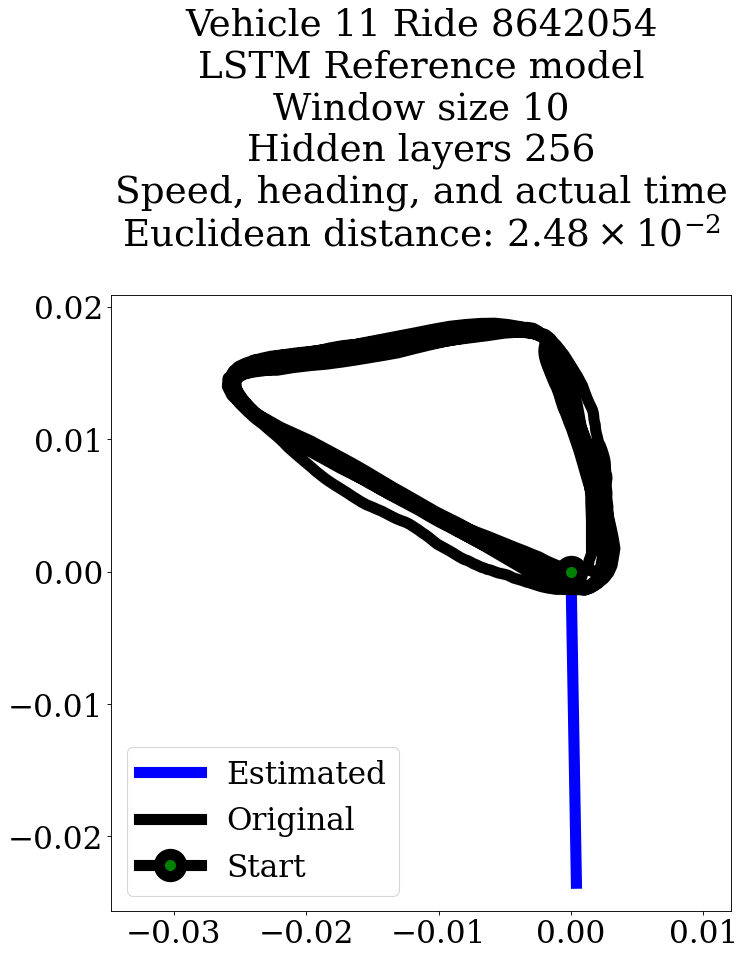 Vehicle 11 Ride 8642054
LSTM Reference model
Window size 10
Hidden layers 256
Speed, heading, and actual time
Euclidean distance: 2.48 × 10⁻²
0.02
0.01
0.00
−0.01
−0.02
Estimated
Original
Start
−0.03 −0.02 −0.01 0.00 0.01